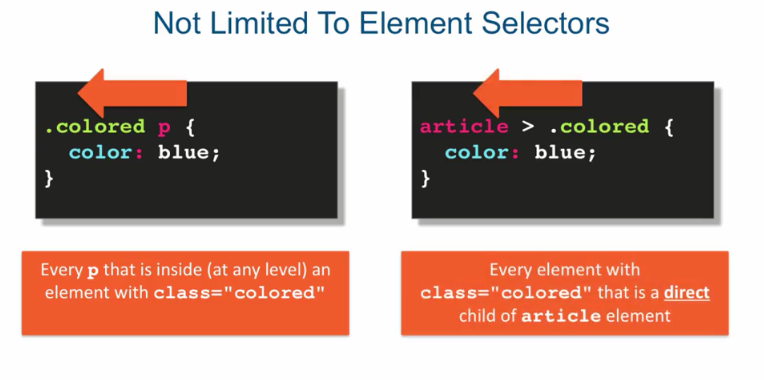 Not Limited To Element Selectors
.colored p {
  color: blue;
}
article > .colored {
  color: blue;
}
Every p that is inside (at any level) an
element with class="colored"
Every element with
class="colored" that is a direct
child of article element